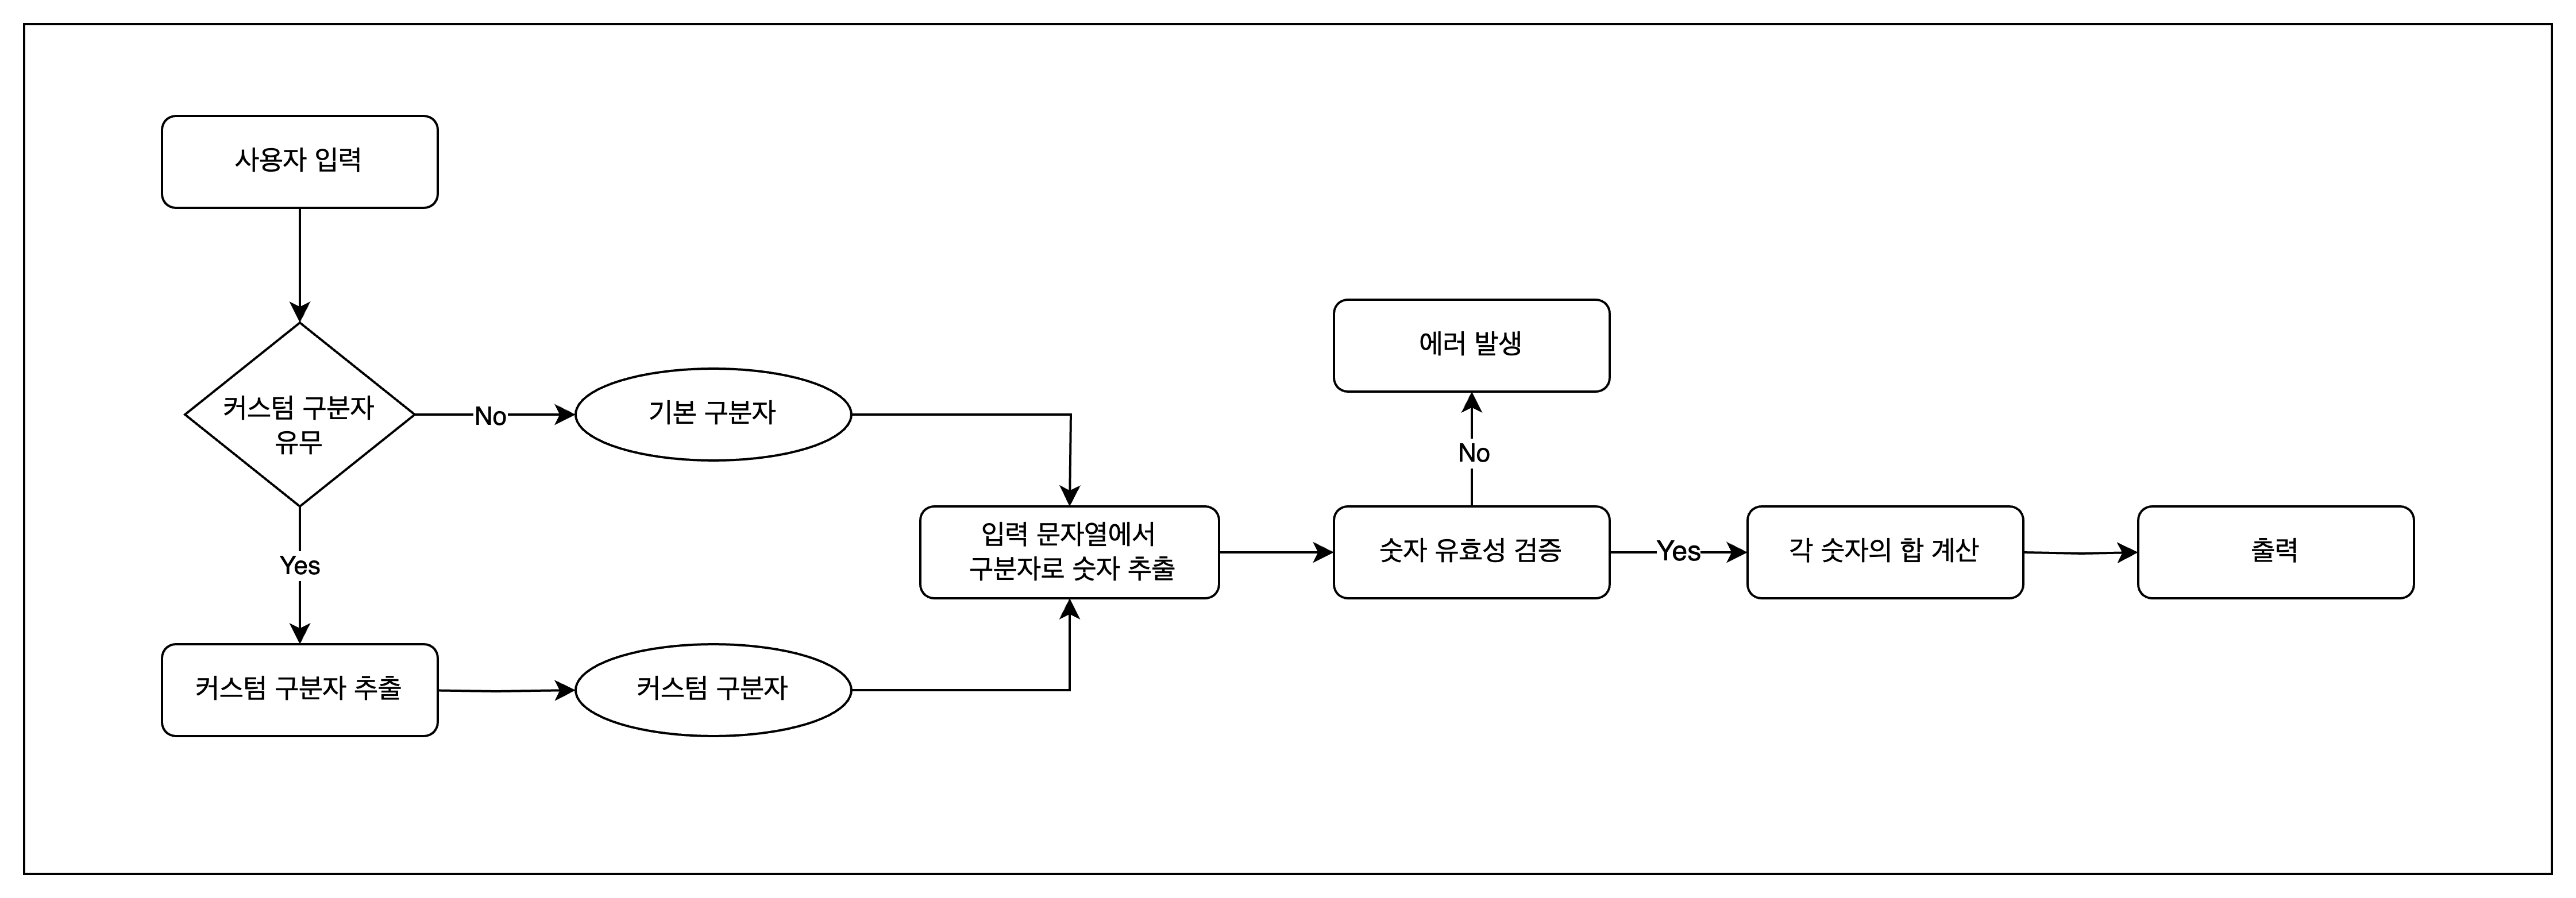 사용자 입력
커스텀 구분자
유무
No
기본 구분자
Yes
커스텀 구분자 추출
커스텀 구분자
입력 문자열에서
구분자로 숫자 추출
숫자 유효성 검증
No
에러 발생
Yes
각 숫자의 합 계산
출력